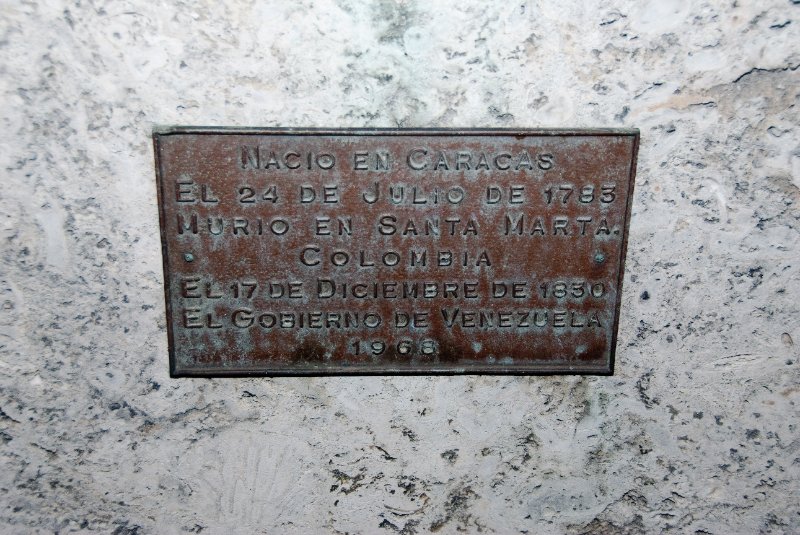 NACIO EN CARACAS
EL 24 DE JULIO DE 1783
MURIO EN SANTA MARTA.
COLOMBIA
EL 17 DE DICIEMBRE DE 1830
EL GOBIERNO DE VENEZUELA
1968